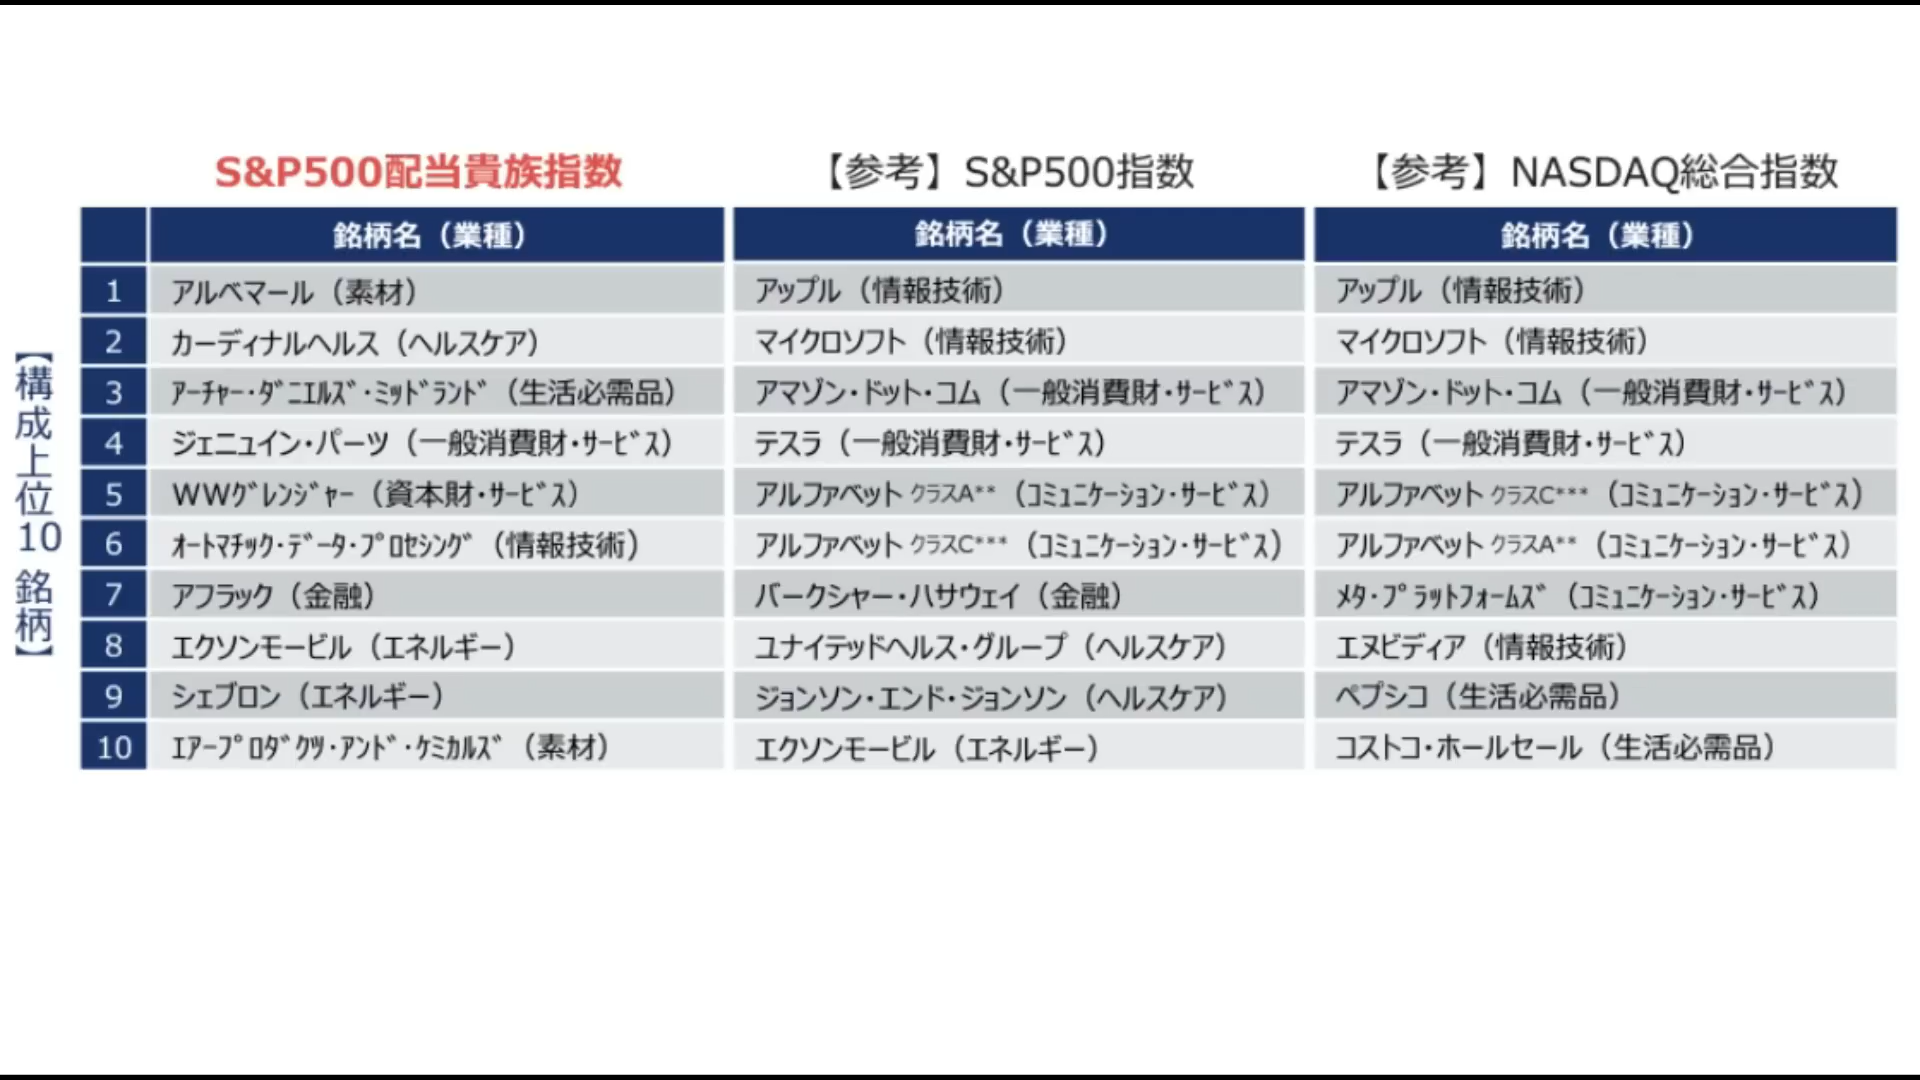 S&P500配当貴族指数 【参考】S&P500指数 【参考】NASDAQ総合指数
銘柄名（業種） 銘柄名（業種） 銘柄名（業種）
【構成上位10銘柄】
1 アルベマール（素材） アップル（情報技術） アップル（情報技術）
2 カーディナルヘルス（ヘルスケア） マイクロソフト（情報技術） マイクロソフト（情報技術）
3 ｱｰﾁｬｰ･ﾀﾞﾆｴﾙｽﾞ･ﾐｯﾄﾞﾗﾝﾄﾞ（生活必需品） アマゾン･ドット･コム（一般消費財･ｻｰﾋﾞｽ） アマゾン･ドット･コム（一般消費財･ｻｰﾋﾞｽ）
4 ジェニュイン･パーツ（一般消費財･ｻｰﾋﾞｽ） テスラ（一般消費財･ｻｰﾋﾞｽ） テスラ（一般消費財･ｻｰﾋﾞｽ）
5 WWｸﾞﾚﾝｼﾞｬｰ（資本財･ｻｰﾋﾞｽ） アルファベット クラスA**（ｺﾐｭﾆｹｰｼｮﾝ･ｻｰﾋﾞｽ） アルファベット クラスC***（ｺﾐｭﾆｹｰｼｮﾝ･ｻｰﾋﾞｽ）
6 ｵｰﾄﾏﾁｯｸ･ﾃﾞｰﾀ･ﾌﾟﾛｾｼﾝｸﾞ（情報技術） アルファベット クラスC***（ｺﾐｭﾆｹｰｼｮﾝ･ｻｰﾋﾞｽ） アルファベット クラスA**（ｺﾐｭﾆｹｰｼｮﾝ･ｻｰﾋﾞｽ）
7 アフラック（金融） バークシャー･ハサウェイ（金融） ﾒﾀ･ﾌﾟﾗｯﾄﾌｫｰﾑｽﾞ（ｺﾐｭﾆｹｰｼｮﾝ･ｻｰﾋﾞｽ）
8 エクソンモービル（エネルギー） ユナイテッドヘルス･グループ（ヘルスケア） エヌビディア（情報技術）
9 シェブロン（エネルギー） ジョンソン･エンド･ジョンソン（ヘルスケア） ペプシコ（生活必需品）
10 ｴｱｰﾌﾟﾛﾀﾞｸﾂ･ｱﾝﾄﾞ･ｹﾐｶﾙｽﾞ（素材） エクソンモービル（エネルギー） コストコ･ホールセール（生活必需品）